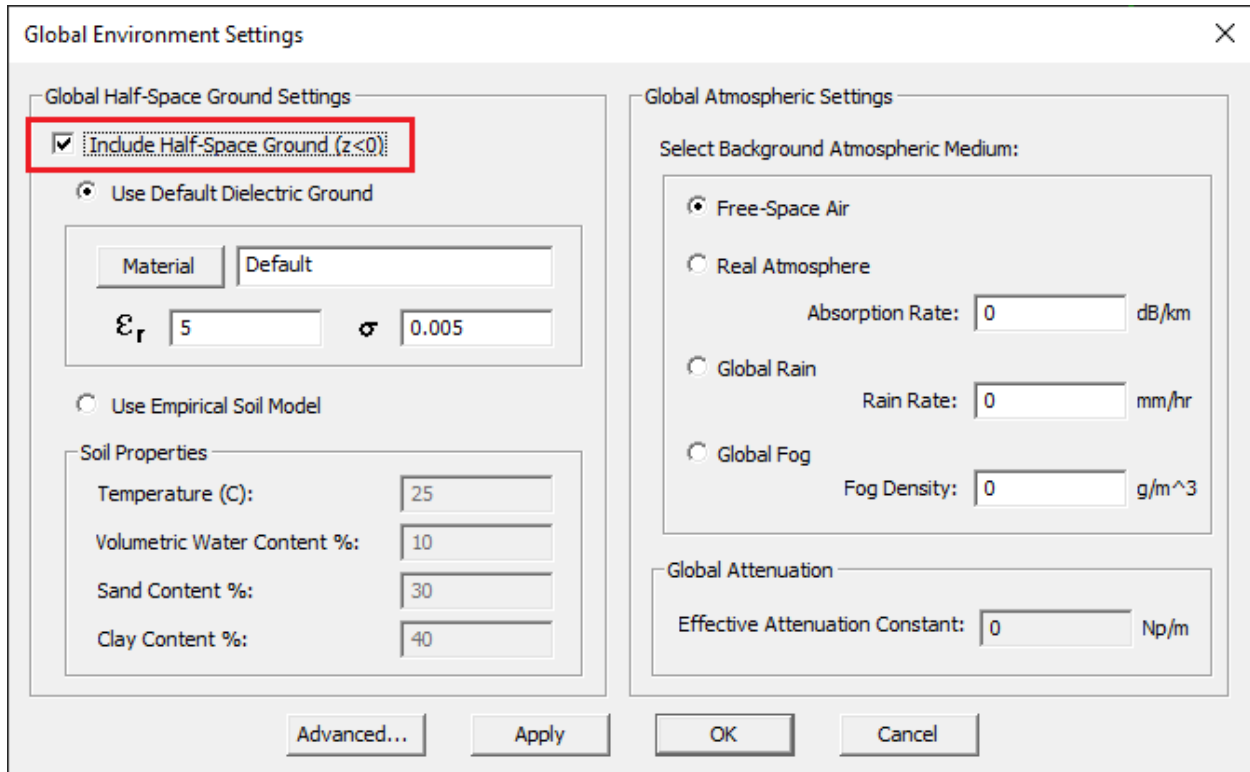 Global Environment Settings
Global Half-Space Ground Settings
Include Half-Space Ground (z<0)
Use Default Dielectric Ground
Material Default
εr 5 σ 0.005
Use Empirical Soil Model
Soil Properties
Temperature (C): 25
Volumetric Water Content %: 10
Sand Content %: 30
Clay Content %: 40
Global Atmospheric Settings
Select Background Atmospheric Medium:
Free-Space Air
Real Atmosphere
Absorption Rate: 0 dB/km
Global Rain
Rain Rate: 0 mm/hr
Global Fog
Fog Density: 0 g/m^3
Global Attenuation
Effective Attenuation Constant: 0 Np/m
Advanced... Apply OK Cancel